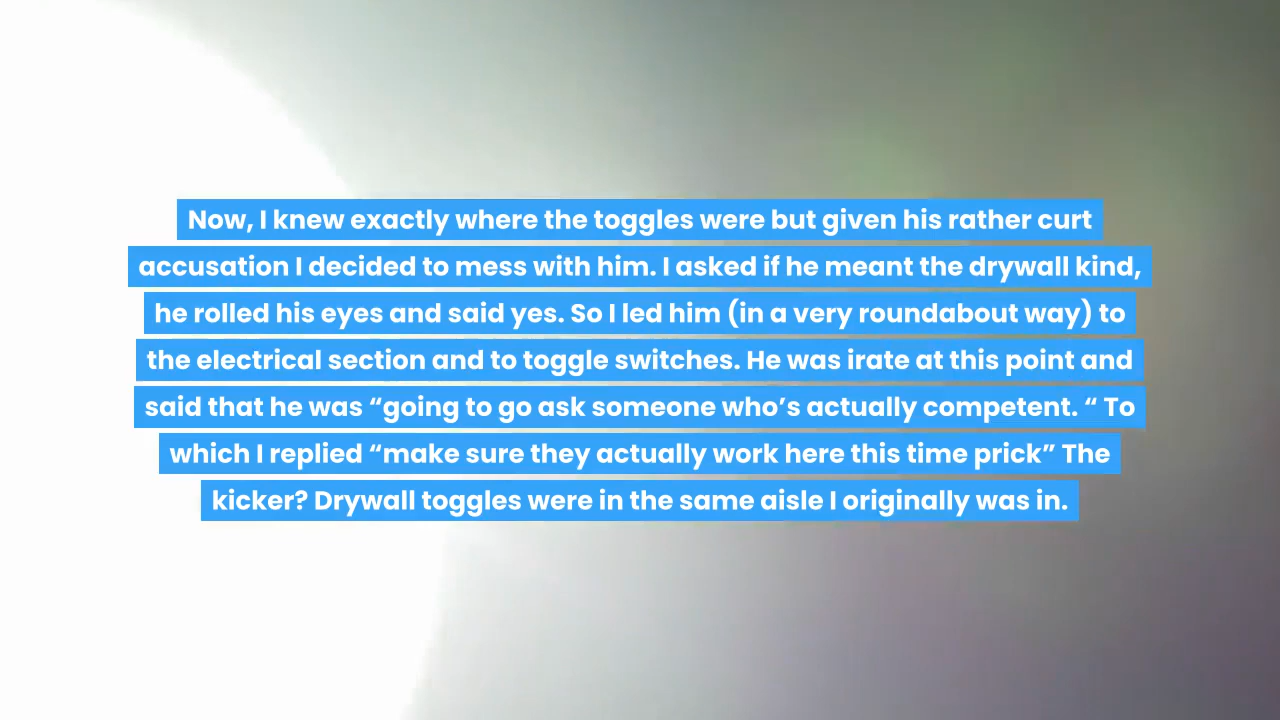 Now, I knew exactly where the toggles were but given his rather curt
accusation I decided to mess with him. I asked if he meant the drywall kind,
he rolled his eyes and said yes. So I led him (in a very roundabout way) to
the electrical section and to toggle switches. He was irate at this point and
said that he was “going to go ask someone who’s actually competent. “ To
which I replied “make sure they actually work here this time prick” The
kicker? Drywall toggles were in the same aisle I originally was in.